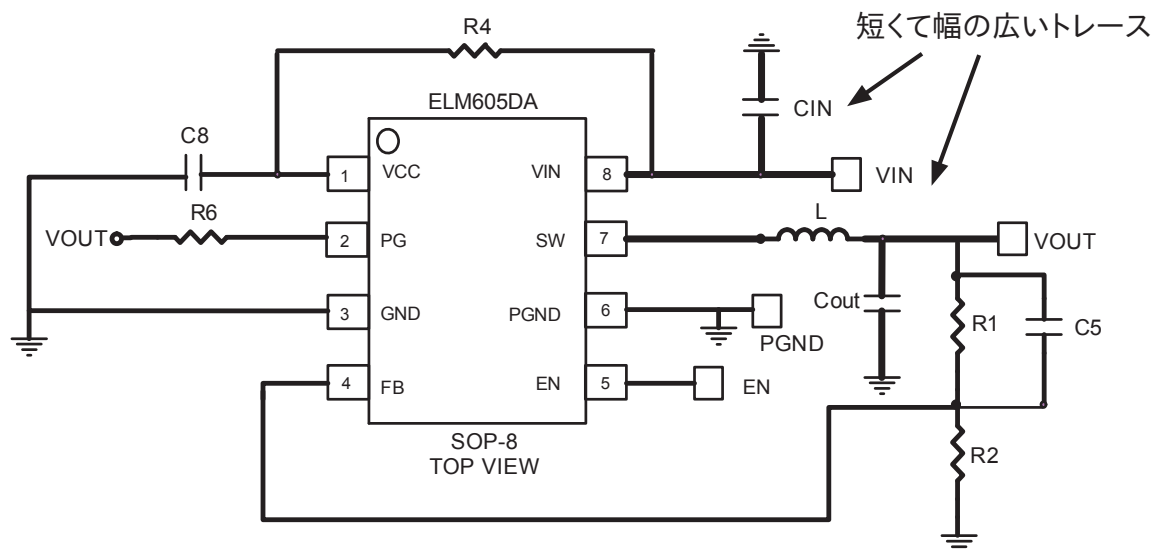 短くて幅の広いトレース
R4
ELM605DA
CIN
C8
1
VCC
VIN
8
VIN
R6
L
VOUT
2
PG
SW
7
VOUT
Cout
3
GND
PGND
6
PGND
R1
C5
4
FB
EN
5
EN
SOP-8
TOP VIEW
R2